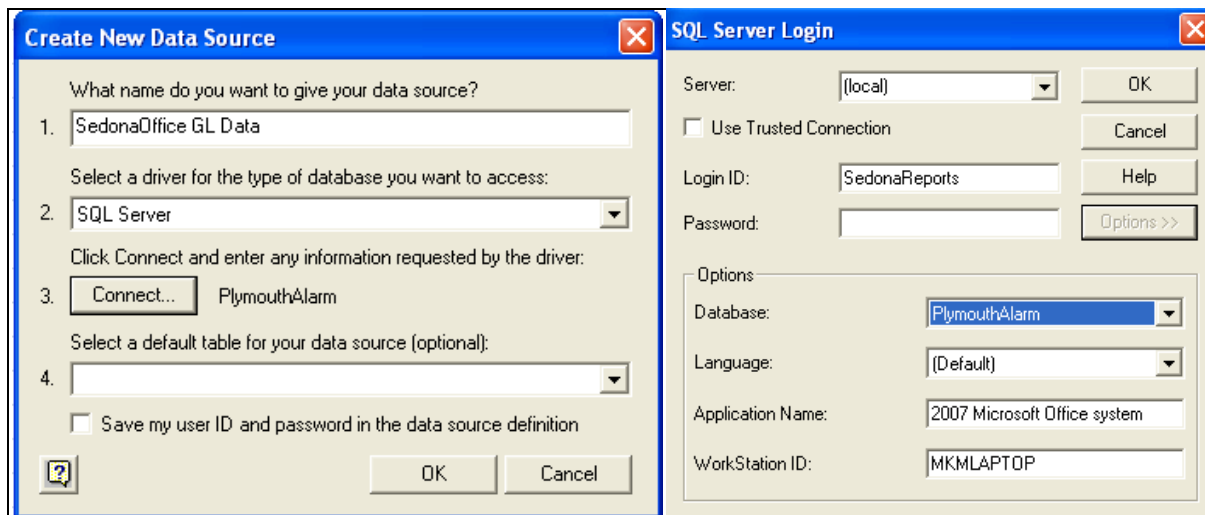 Create New Data Source
What name do you want to give your data source?
1. SedonaOffice GL Data
Select a driver for the type of database you want to access:
2. SQL Server
Click Connect and enter any information requested by the driver:
3. Connect... PlymouthAlarm
Select a default table for your data source (optional):
4.
Save my user ID and password in the data source definition
OK Cancel
SQL Server Login
Server: (local) OK
Use Trusted Connection Cancel
Login ID: SedonaReports Help
Password: Options >>
Options
Database: PlymouthAlarm
Language: (Default)
Application Name: 2007 Microsoft Office system
WorkStation ID: MKMLAPTOP